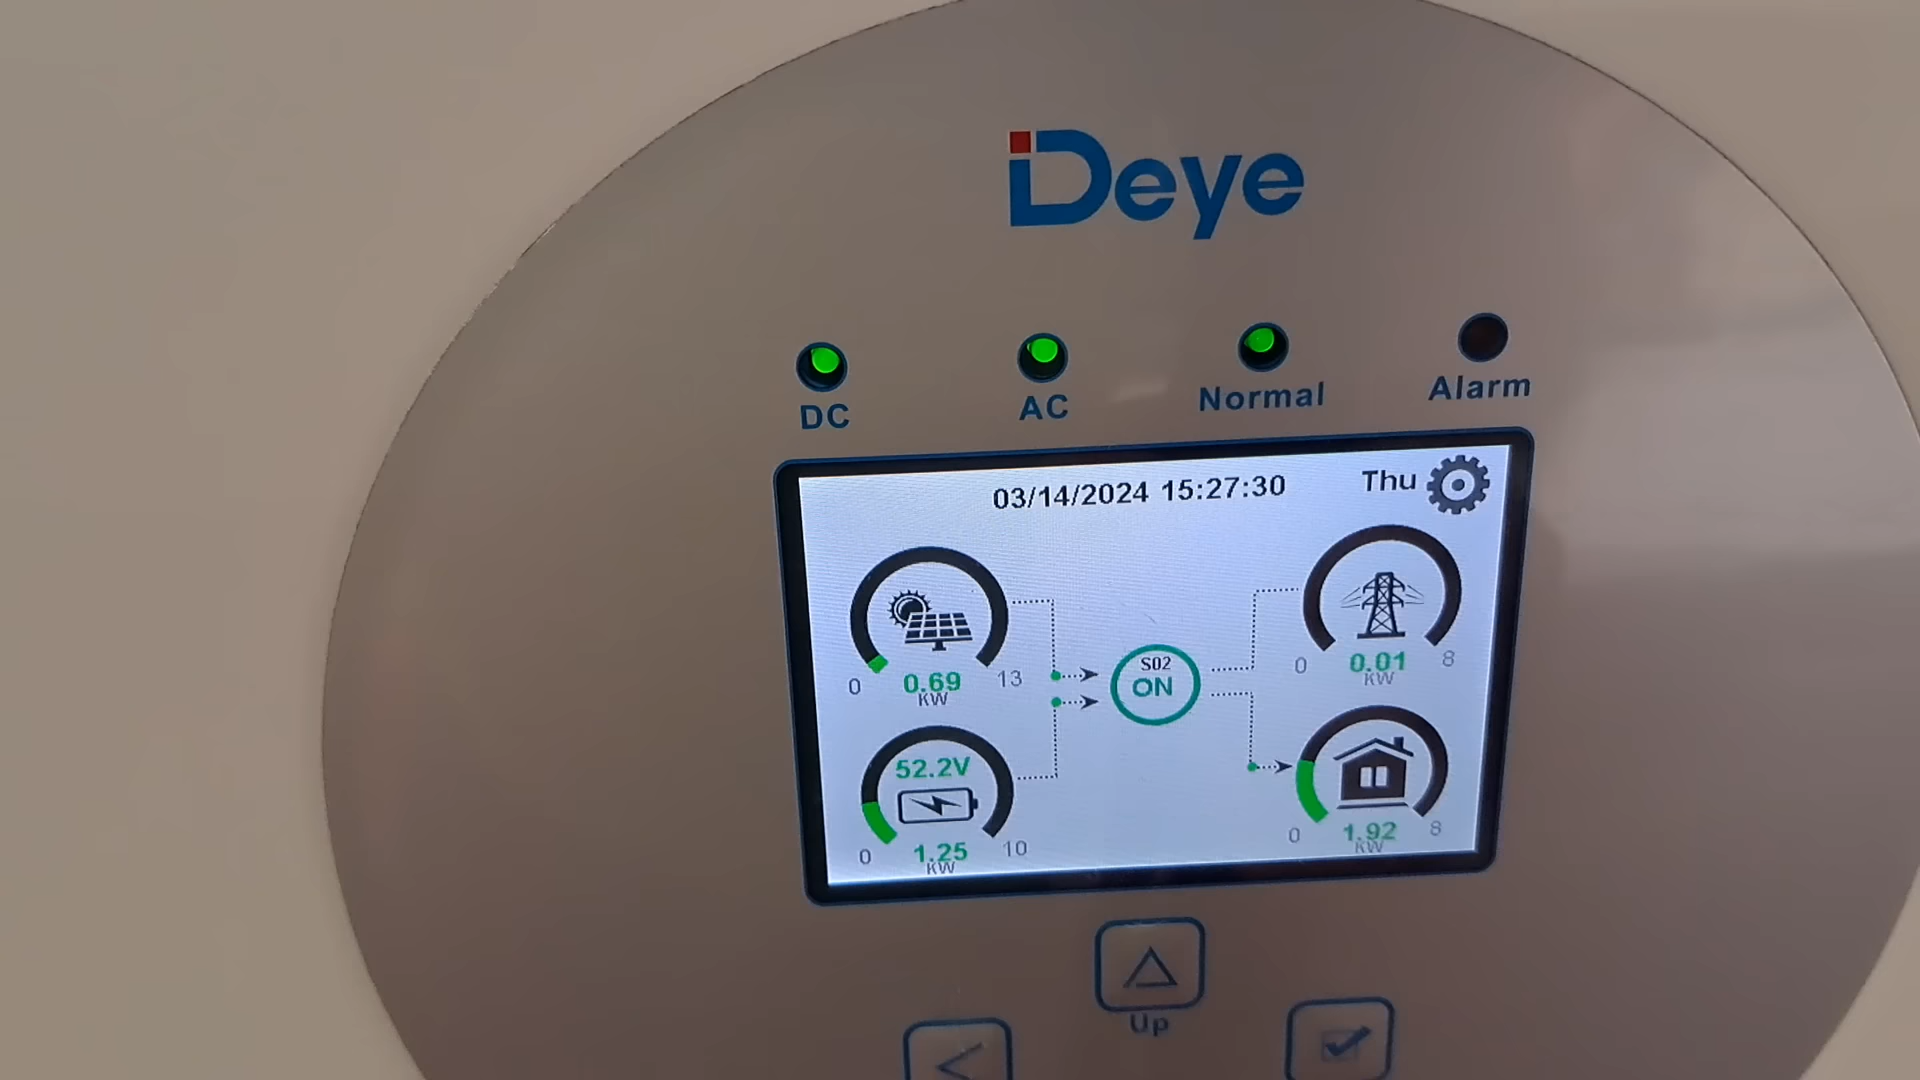 Deye
DC
AC
Normal
Alarm
03/14/2024 15:27:30
Thu
0
0.69
KW
13
S02
ON
0
0.01
KW
8
52.2V
0
1.25
KW
10
0
1.92
KW
8
Up